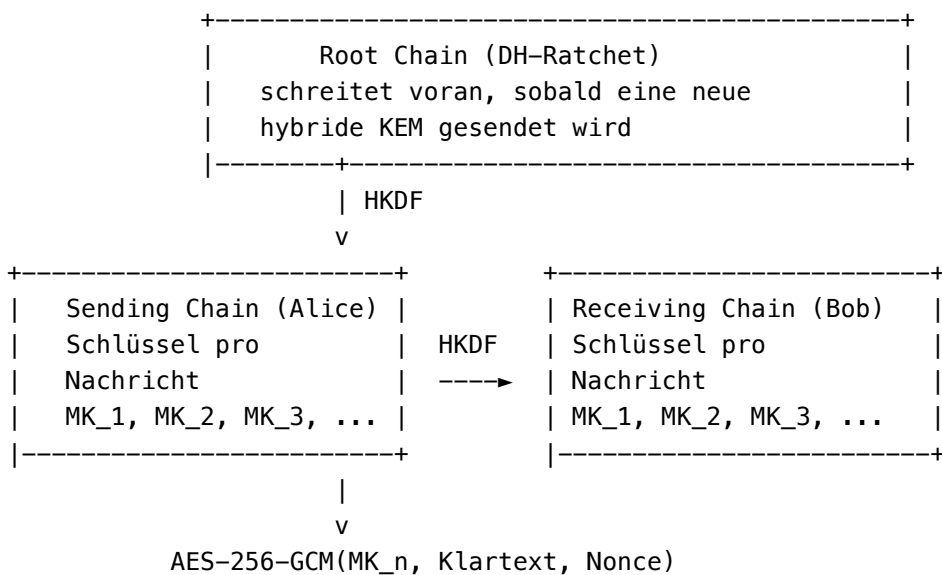 Root Chain (DH-Ratchet)
schreitet voran, sobald eine neue
hybride KEM gesendet wird
HKDF
v
Sending Chain (Alice)
Schlüssel pro
Nachricht
MK_1, MK_2, MK_3, ...
HKDF
----►
Receiving Chain (Bob)
Schlüssel pro
Nachricht
MK_1, MK_2, MK_3, ...
v
AES-256-GCM(MK_n, Klartext, Nonce)